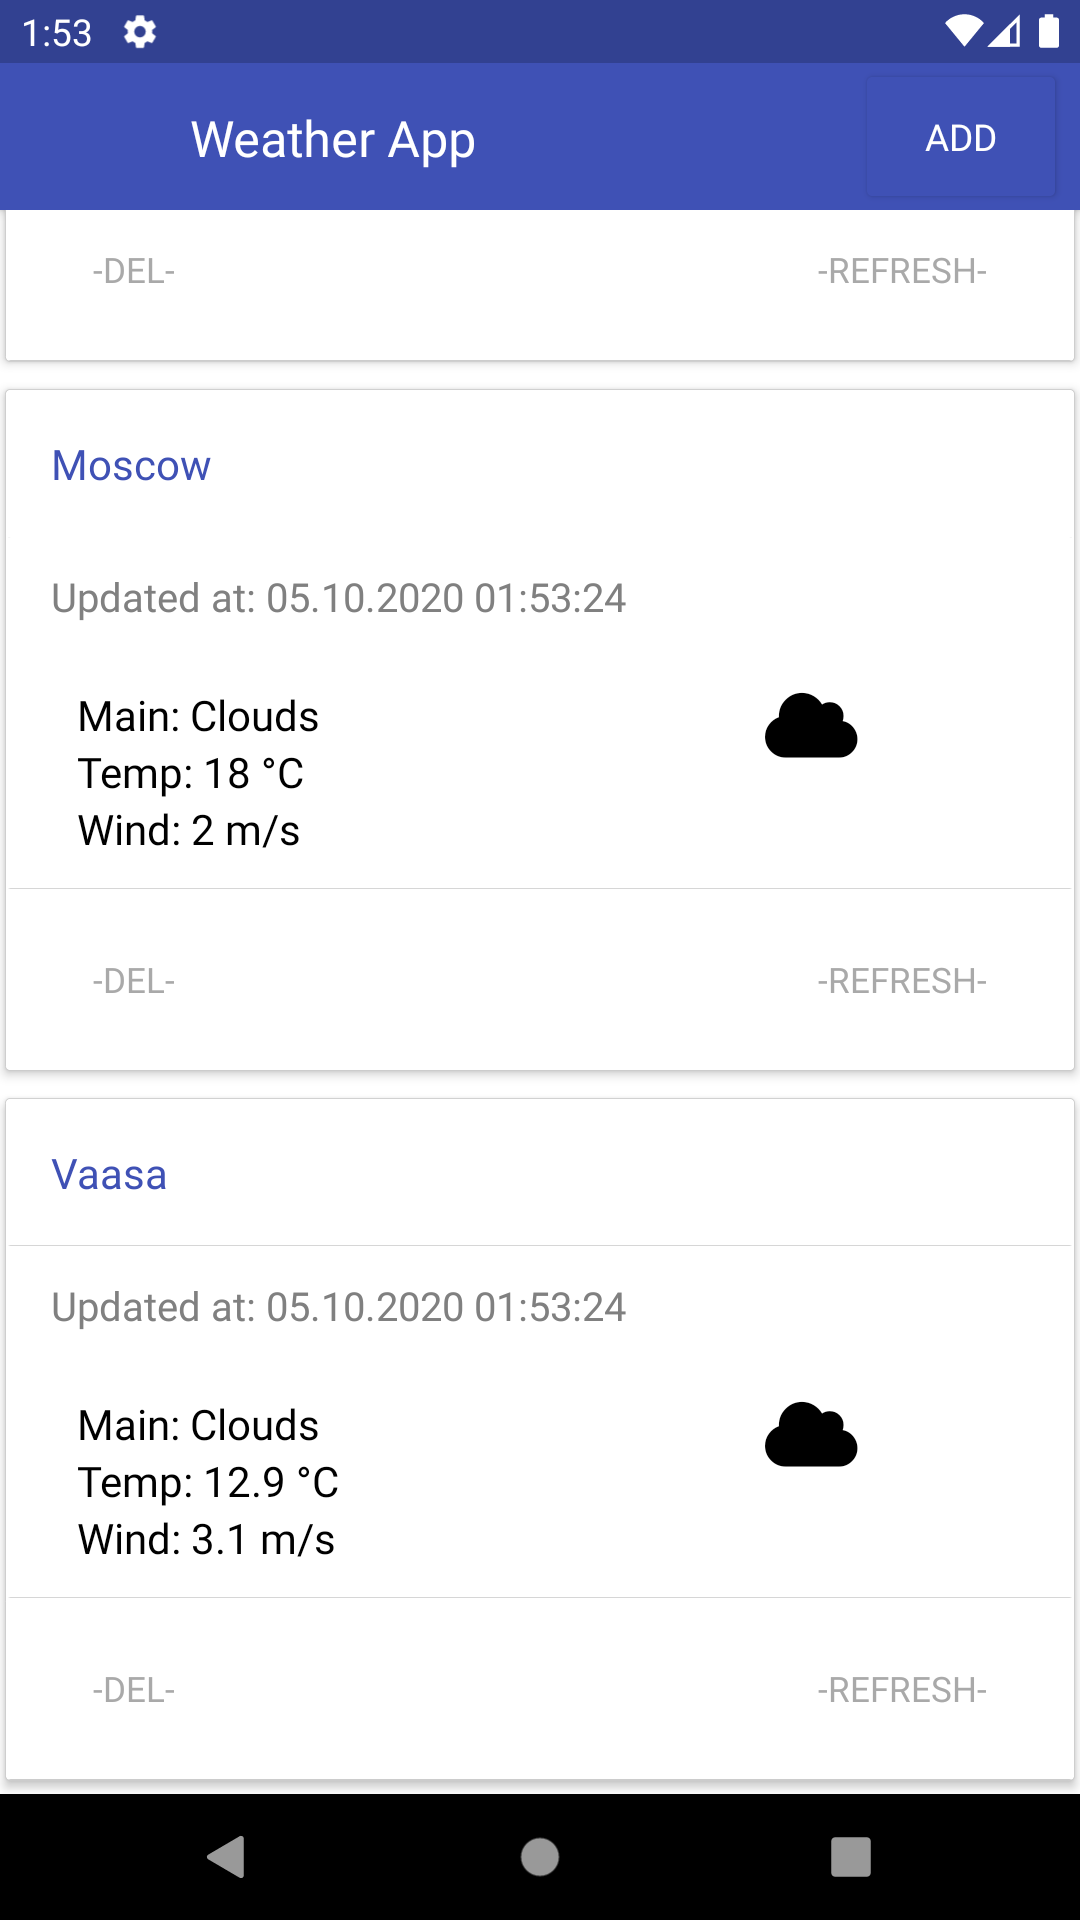 1:53
Weather App
ADD
-DEL- -REFRESH-
Moscow
Updated at: 05.10.2020 01:53:24
Main: Clouds
Temp: 18 °C
Wind: 2 m/s
-DEL- -REFRESH-
Vaasa
Updated at: 05.10.2020 01:53:24
Main: Clouds
Temp: 12.9 °C
Wind: 3.1 m/s
-DEL- -REFRESH-